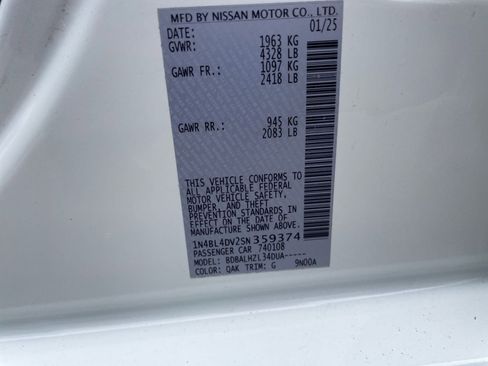 MFD BY NISSAN MOTOR CO., LTD.
DATE: 01/25
GVWR: 1963 KG
4328 LB
GAWR FR.: 1097 KG
2418 LB
GAWR RR.: 945 KG
2083 LB
THIS VEHICLE CONFORMS TO
ALL APPLICABLE FEDERAL
MOTOR VEHICLE SAFETY,
BUMPER, AND THEFT
PREVENTION STANDARDS IN
EFFECT ON THE DATE OF
MANUFACTURE SHOWN ABOVE.
1N4BL4DV2SN359374
PASSENGER CAR 740108
MODEL: BDBALHZL34DUA-----
COLOR: QAK TRIM: G 9N00A